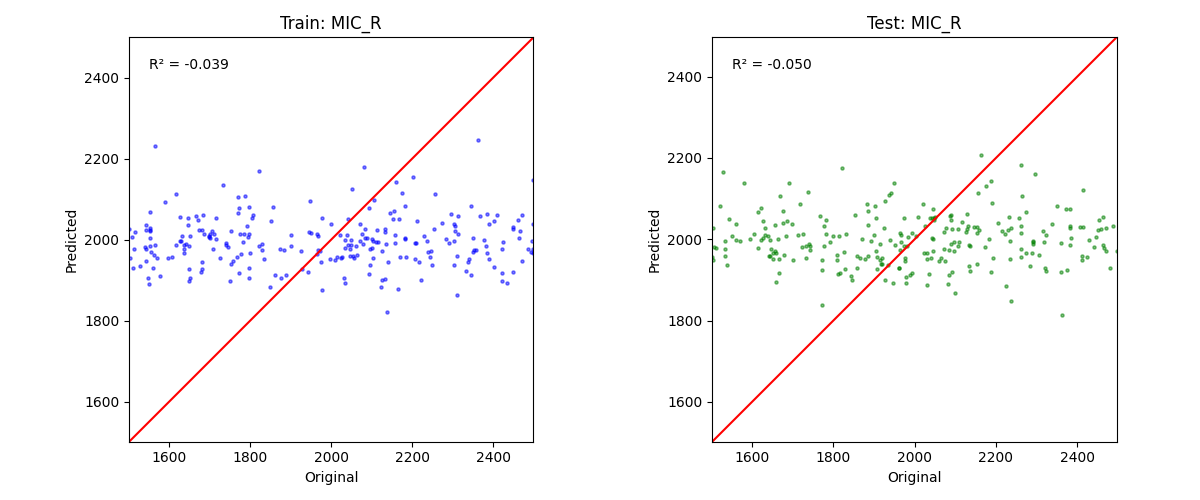 Train: MIC_R
R² = -0.039
2400
2200
2000
1800
1600
Predicted
1600 1800 2000 2200 2400
Original
Test: MIC_R
R² = -0.050
2400
2200
2000
1800
1600
Predicted
1600 1800 2000 2200 2400
Original